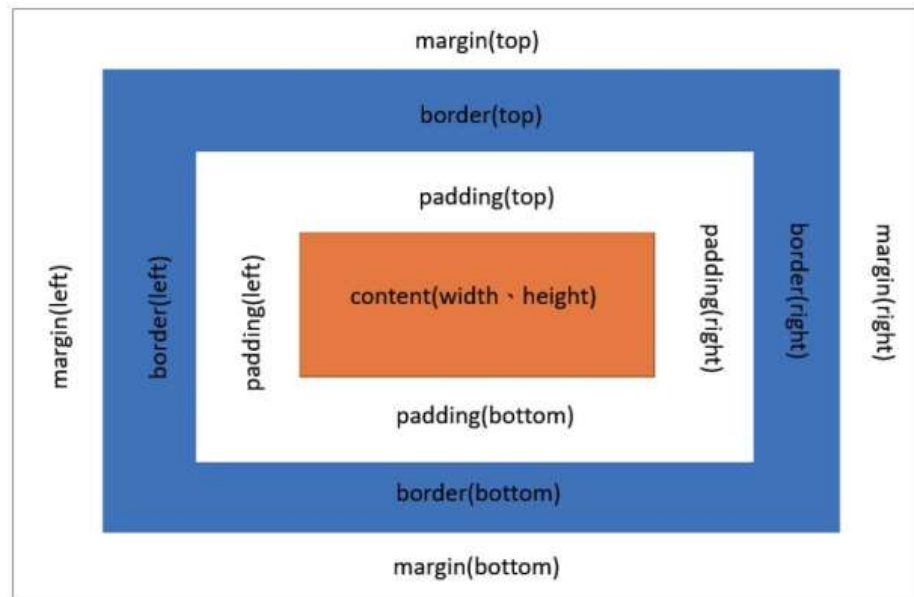 margin(top)
border(top)
padding(top)
margin(left)
border(left)
padding(left)
content(width、height)
padding(right)
border(right)
margin(right)
padding(bottom)
border(bottom)
margin(bottom)